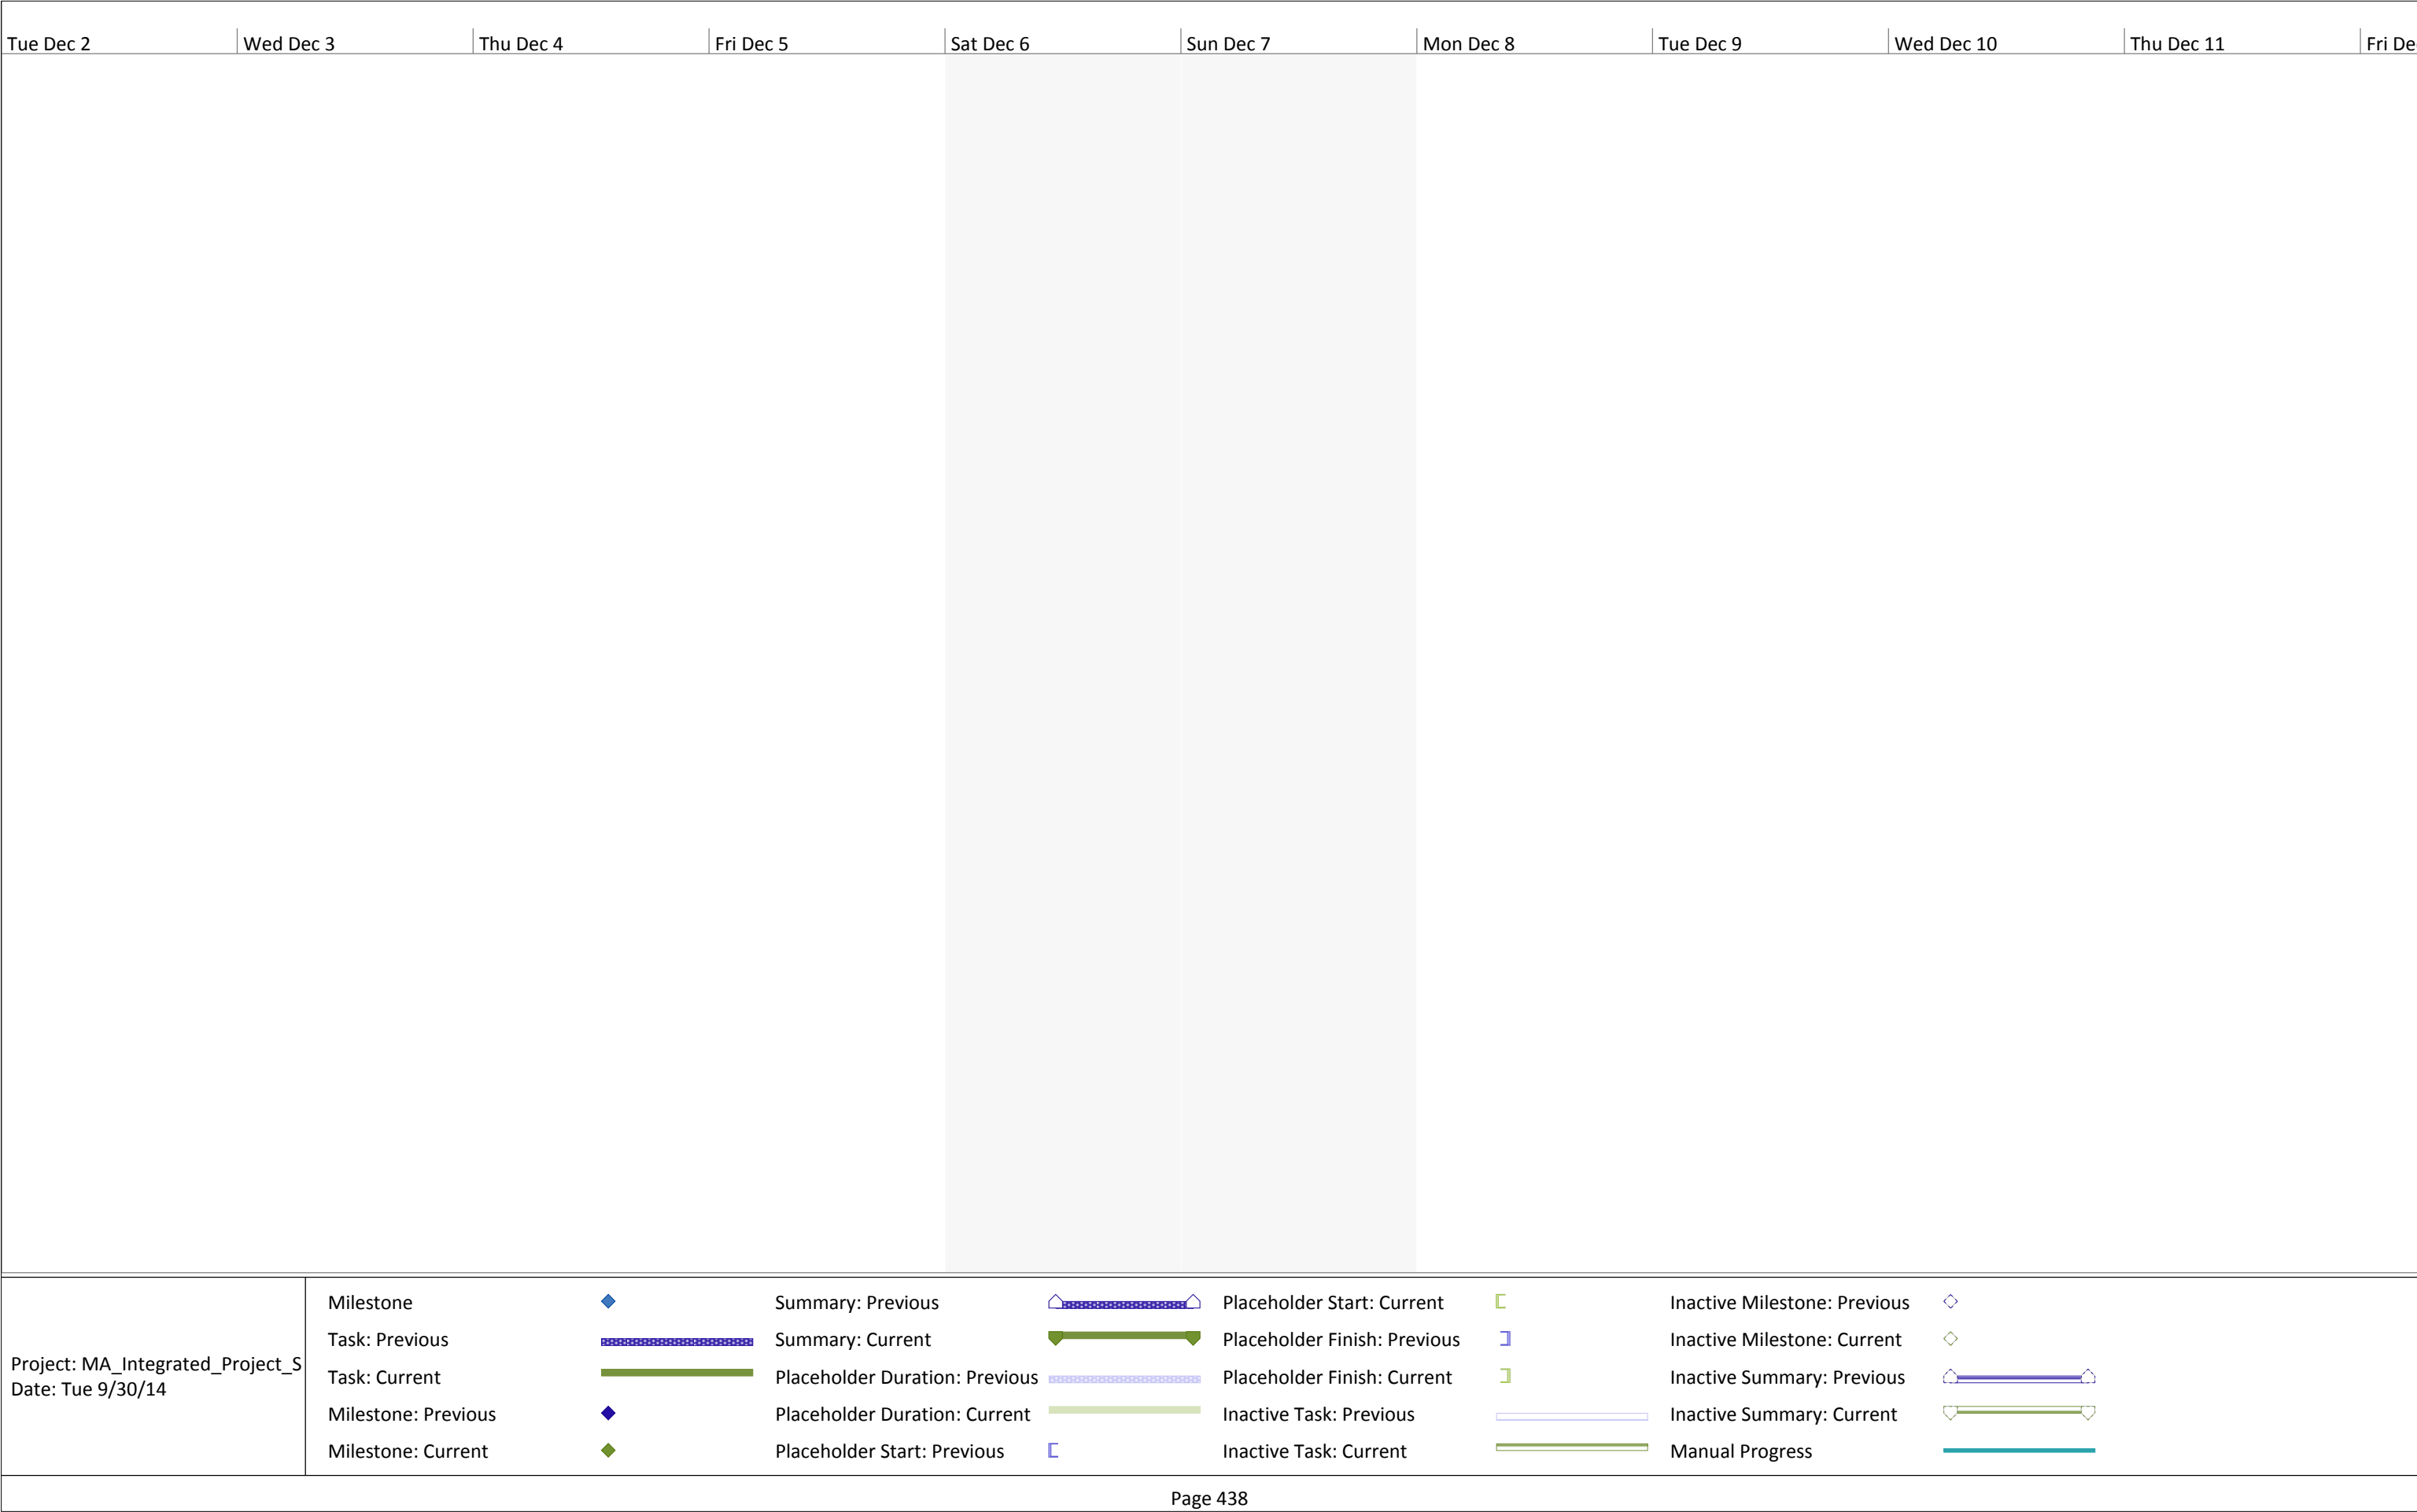 Tue Dec 2 Wed Dec 3 Thu Dec 4 Fri Dec 5 Sat Dec 6 Sun Dec 7 Mon Dec 8 Tue Dec 9 Wed Dec 10 Thu Dec 11 Fri De
Project: MA_Integrated_Project_S
Date: Tue 9/30/14
Milestone
Task: Previous
Task: Current
Milestone: Previous
Milestone: Current
Summary: Previous
Summary: Current
Placeholder Duration: Previous
Placeholder Duration: Current
Placeholder Start: Previous
Placeholder Start: Current
Placeholder Finish: Previous
Placeholder Finish: Current
Inactive Task: Previous
Inactive Task: Current
Inactive Milestone: Previous
Inactive Milestone: Current
Inactive Summary: Previous
Inactive Summary: Current
Manual Progress
Page 438